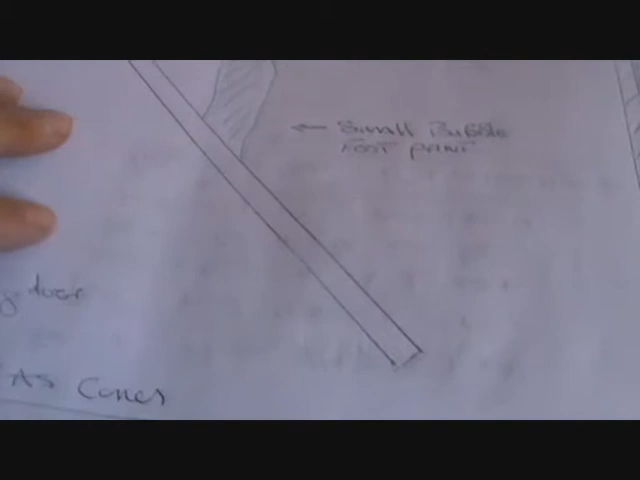 ← Small Bubble
Foot print
As Cones